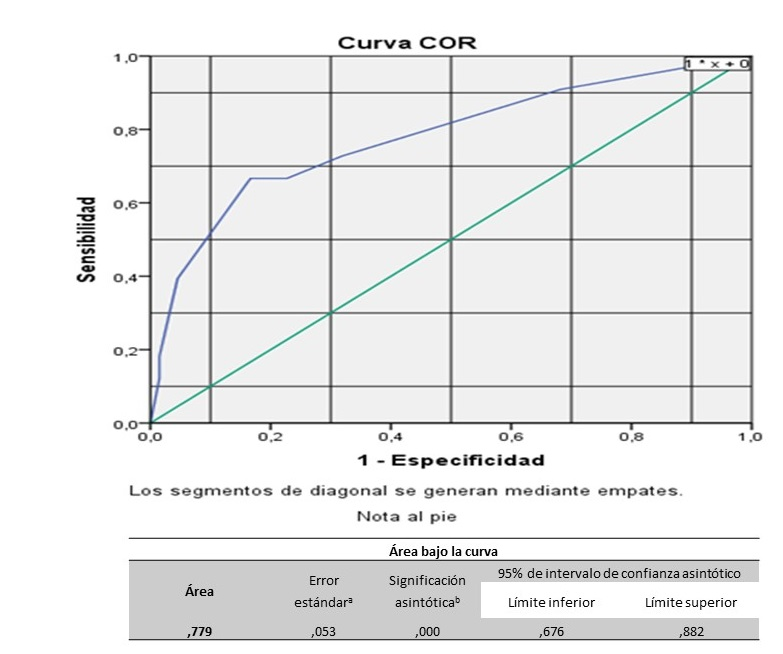 Curva COR
1,0
0,8
0,6
0,4
0,2
0,0
Sensibilidad
1 * x + 0
0,0 0,2 0,4 0,6 0,8 1,0
1 - Especificidad
Los segmentos de diagonal se generan mediante empates.
Nota al pie
Área bajo la curva
Área
Error estándarᵃ
Significación asintóticaᵇ
95% de intervalo de confianza asintótico
Límite inferior Límite superior
,779 ,053 ,000 ,676 ,882